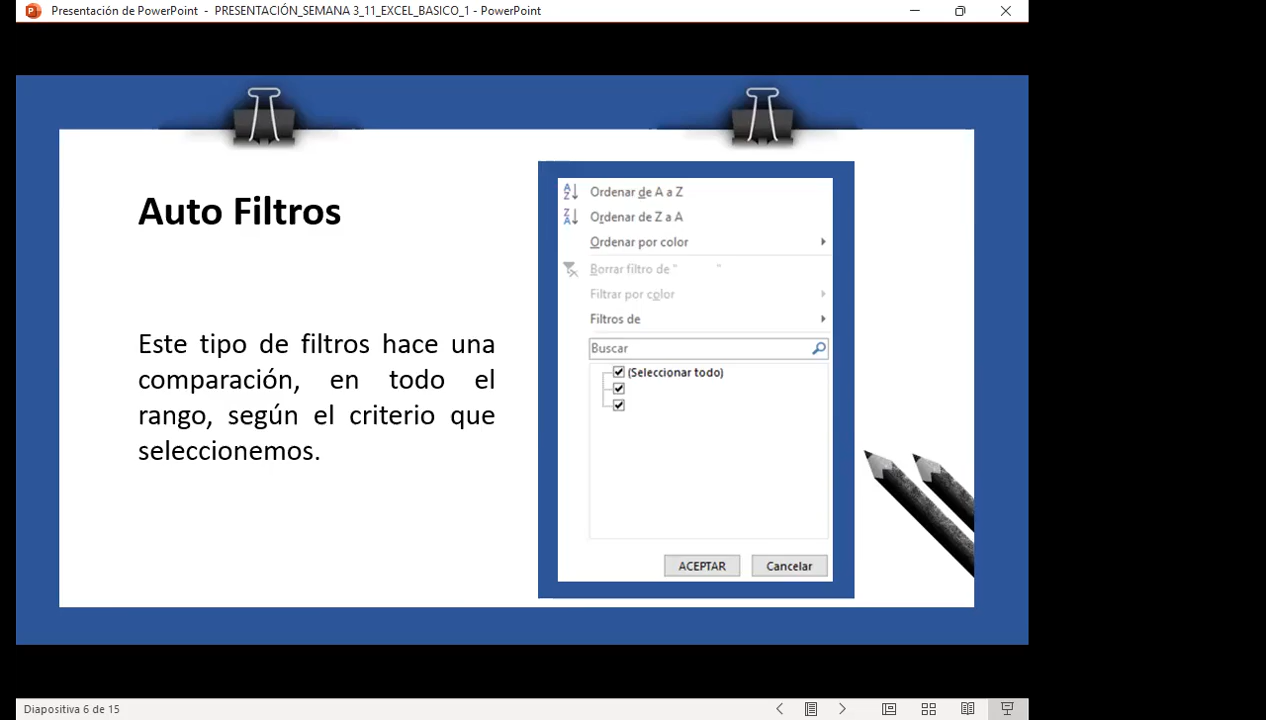 Presentación de PowerPoint - PRESENTACIÓN_SEMANA 3_11_EXCEL_BASICO_1 - PowerPoint
Auto Filtros
Este tipo de filtros hace una
comparación, en todo el
rango, según el criterio que
seleccionemos.
Ordenar de A a Z
Ordenar de Z a A
Ordenar por color
Borrar filtro de " "
Filtrar por color
Filtros de
Buscar
(Seleccionar todo)
ACEPTAR
Cancelar
Diapositiva 6 de 15